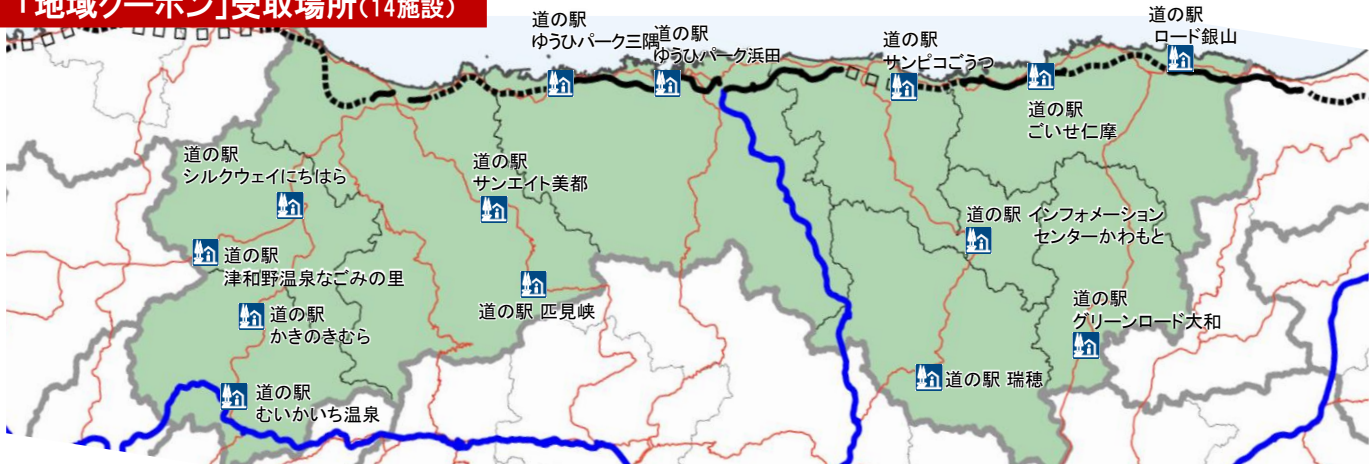 「地域クーポン」受取場所(14施設)
道の駅
ゆうひパーク三隅
道の駅
ゆうひパーク浜田
道の駅
サンピコごうつ
道の駅
ロード銀山
道の駅
ごいせ仁摩
道の駅
シルクウェイにちはら
道の駅
サンエイト美都
道の駅 インフォメーション
センターかわもと
道の駅
津和野温泉なごみの里
道の駅 匹見峡
道の駅
かきのきむら
道の駅
グリーンロード大和
道の駅 瑞穂
道の駅
むいかいち温泉